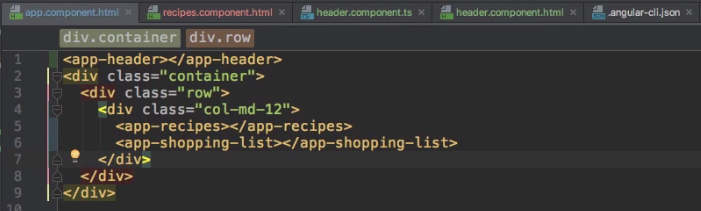 app.component.html recipes.component.html header.component.ts header.component.html .angular-cli.json
div.container div.row
1 <app-header></app-header>
2 <div class="container">
3 <div class="row">
4 <div class="col-md-12">
5 <app-recipes></app-recipes>
6 <app-shopping-list></app-shopping-list>
7 </div>
8 </div>
9 </div>
10